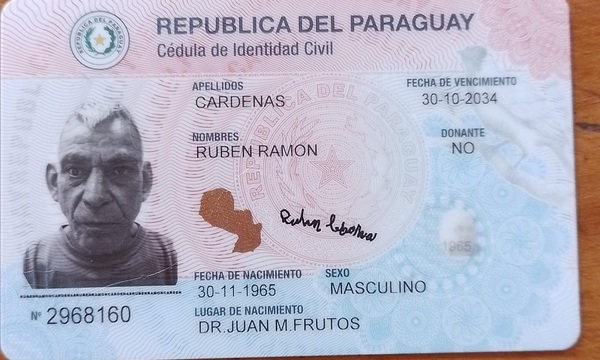 REPUBLICA DEL PARAGUAY
Cédula de Identidad Civil
APELLIDOS
CARDENAS
FECHA DE VENCIMIENTO
30-10-2034
NOMBRES
RUBEN RAMON
DONANTE
NO
FECHA DE NACIMIENTO
30-11-1965
SEXO
MASCULINO
1965
Nº 2968160
LUGAR DE NACIMIENTO
DR.JUAN M.FRUTOS